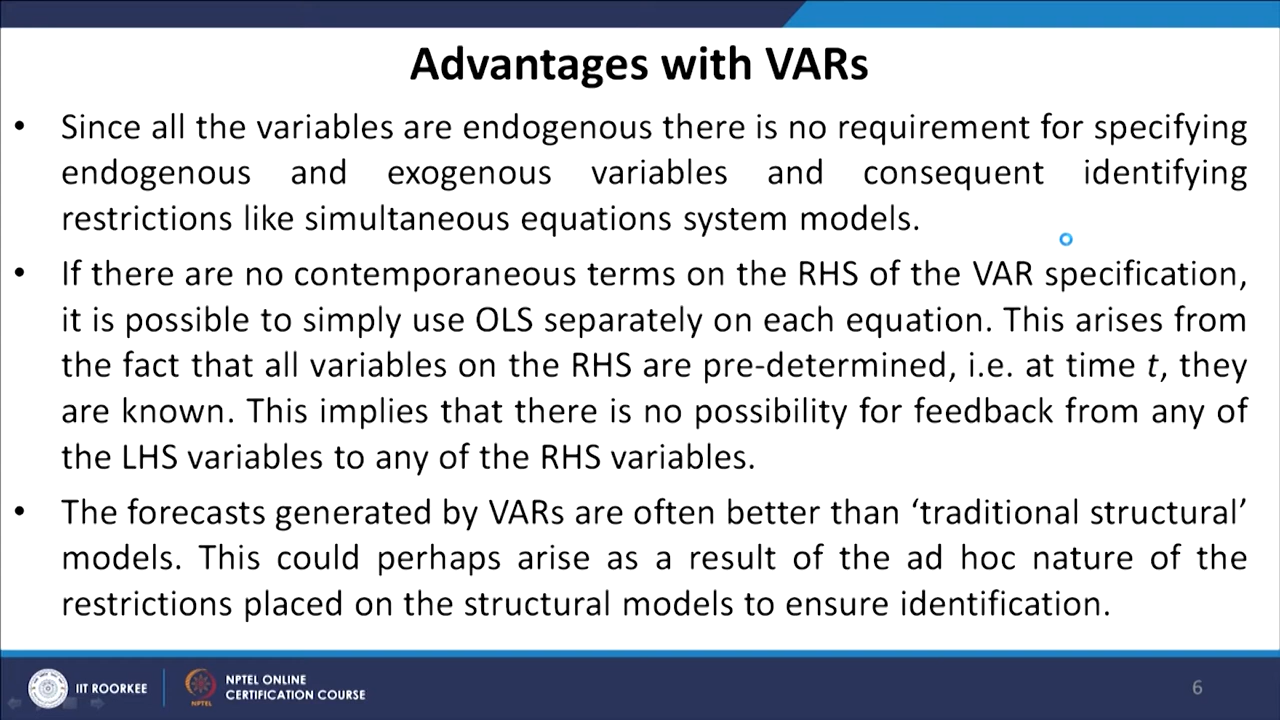 Advantages with VARs
• Since all the variables are endogenous there is no requirement for specifying
endogenous and exogenous variables and consequent identifying
restrictions like simultaneous equations system models.
• If there are no contemporaneous terms on the RHS of the VAR specification,
it is possible to simply use OLS separately on each equation. This arises from
the fact that all variables on the RHS are pre-determined, i.e. at time t, they
are known. This implies that there is no possibility for feedback from any of
the LHS variables to any of the RHS variables.
• The forecasts generated by VARs are often better than ‘traditional structural’
models. This could perhaps arise as a result of the ad hoc nature of the
restrictions placed on the structural models to ensure identification.
IIT ROORKEE
NPTEL
NPTEL ONLINE
CERTIFICATION COURSE
6